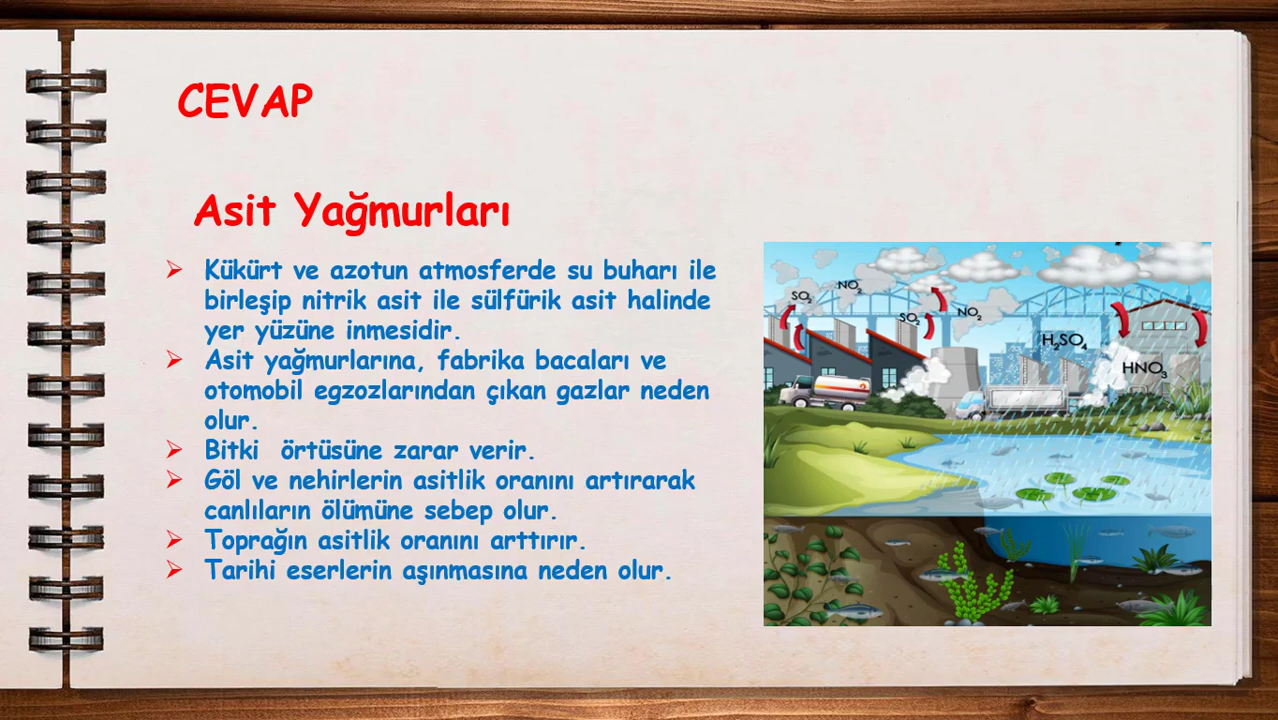 CEVAP
Asit Yağmurları
➢ Kükürt ve azotun atmosferde su buharı ile
birleşip nitrik asit ile sülfürik asit halinde
yer yüzüne inmesidir.
➢ Asit yağmurlarına, fabrika bacaları ve
otomobil egzozlarından çıkan gazlar neden
olur.
➢ Bitki örtüsüne zarar verir.
➢ Göl ve nehirlerin asitlik oranını artırarak
canlıların ölümüne sebep olur.
➢ Toprağın asitlik oranını arttırır.
➢ Tarihi eserlerin aşınmasına neden olur.
SO₂ NO₂
SO₂ NO₂
H₂SO₄
HNO₃